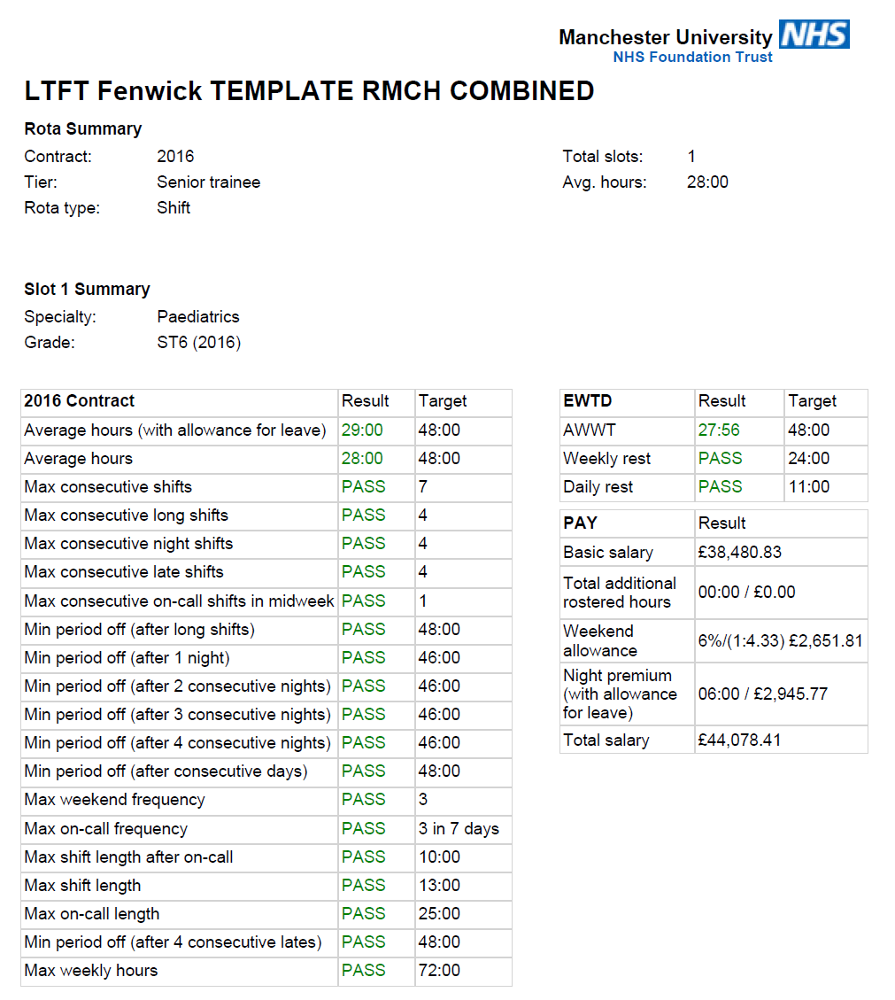 Manchester University NHS
NHS Foundation Trust
LTFT Fenwick TEMPLATE RMCH COMBINED
Rota Summary
Contract: 2016
Tier: Senior trainee
Rota type: Shift
Total slots: 1
Avg. hours: 28:00
Slot 1 Summary
Specialty: Paediatrics
Grade: ST6 (2016)
2016 Contract Result Target
Average hours (with allowance for leave) 29:00 48:00
Average hours 28:00 48:00
Max consecutive shifts PASS 7
Max consecutive long shifts PASS 4
Max consecutive night shifts PASS 4
Max consecutive late shifts PASS 4
Max consecutive on-call shifts in midweek PASS 1
Min period off (after long shifts) PASS 48:00
Min period off (after 1 night) PASS 46:00
Min period off (after 2 consecutive nights) PASS 46:00
Min period off (after 3 consecutive nights) PASS 46:00
Min period off (after 4 consecutive nights) PASS 46:00
Min period off (after consecutive days) PASS 48:00
Max weekend frequency PASS 3
Max on-call frequency PASS 3 in 7 days
Max shift length after on-call PASS 10:00
Max shift length PASS 13:00
Max on-call length PASS 25:00
Min period off (after 4 consecutive lates) PASS 48:00
Max weekly hours PASS 72:00
EWTD Result Target
AWWT 27:56 48:00
Weekly rest PASS 24:00
Daily rest PASS 11:00
PAY Result
Basic salary £38,480.83
Total additional
rostered hours 00:00 / £0.00
Weekend
allowance 6%/(1:4.33) £2,651.81
Night premium
(with allowance 06:00 / £2,945.77
for leave)
Total salary £44,078.41